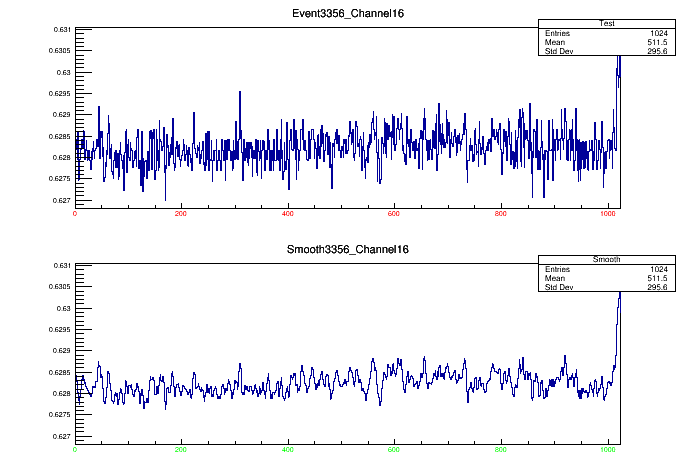 Event3356_Channel16
Test
Entries 1024
Mean 511.5
Std Dev 295.6
0.631
0.6305
0.63
0.6295
0.629
0.6285
0.628
0.6275
0.627
0 200 400 600 800 1000
Smooth3356_Channel16
Smooth
Entries 1024
Mean 511.5
Std Dev 295.6
0.631
0.6305
0.63
0.6295
0.629
0.6285
0.628
0.6275
0.627
0 200 400 600 800 1000